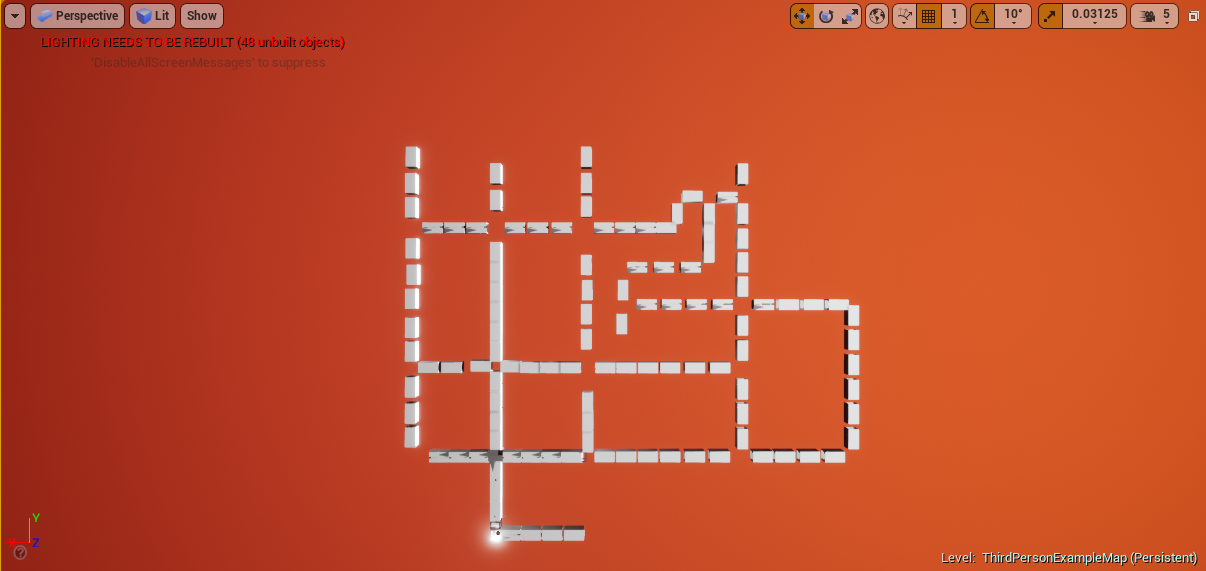 Perspective Lit Show 1 10° 0.03125 5
LIGHTING NEEDS TO BE REBUILT (48 unbuilt objects)
'DisableAllScreenMessages' to suppress
Y
Z
?
Level: ThirdPersonExampleMap (Persistent)